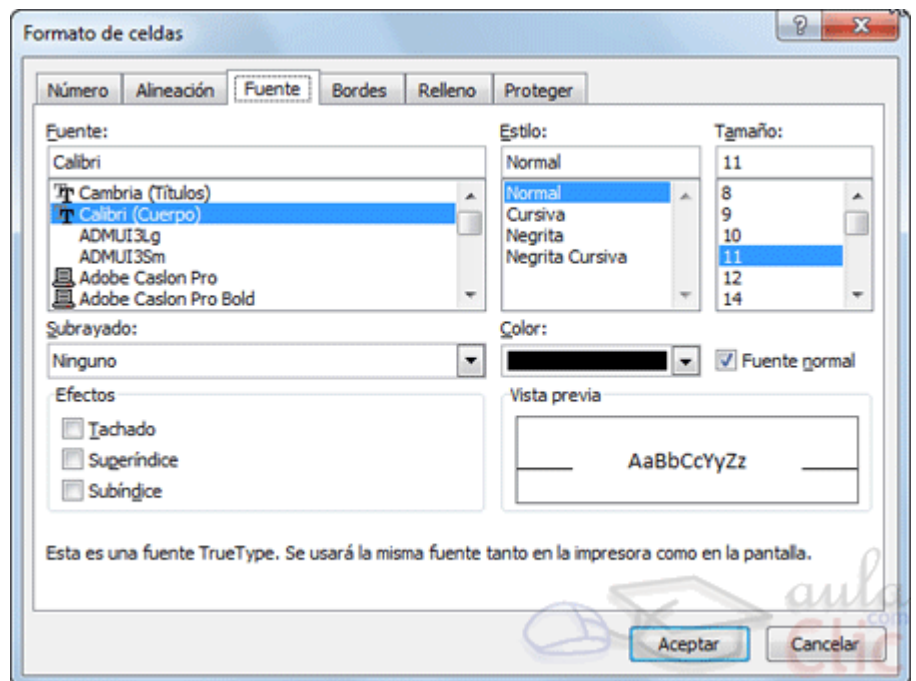 Formato de celdas
Número Alineación Fuente Bordes Relleno Proteger
Fuente: Estilo: Tamaño:
Calibri Normal 11
Cambria (Títulos) Normal 8
Calibri (Cuerpo) Cursiva 9
ADMUI3Lg Negrita 10
ADMUI3Sm Negrita Cursiva 11
Adobe Caslon Pro 12
Adobe Caslon Pro Bold 14
Subrayado: Color:
Ninguno Fuente normal
Efectos Vista previa
Tachado
Superíndice AaBbCcYyZz
Subíndice
Esta es una fuente TrueType. Se usará la misma fuente tanto en la impresora como en la pantalla.
aula
.com
Clic
Aceptar Cancelar